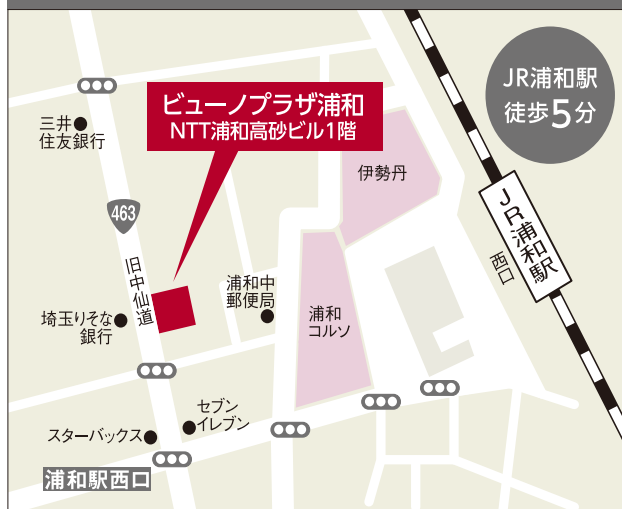 JR浦和駅
徒歩5分
ビューノプラザ浦和
NTT浦和高砂ビル1階
三井
住友銀行
伊勢丹
463
JR浦和駅
西口
旧中仙道
浦和中
郵便局
浦和
コルソ
埼玉りそな
銀行
セブン
イレブン
スターバックス
浦和駅西口